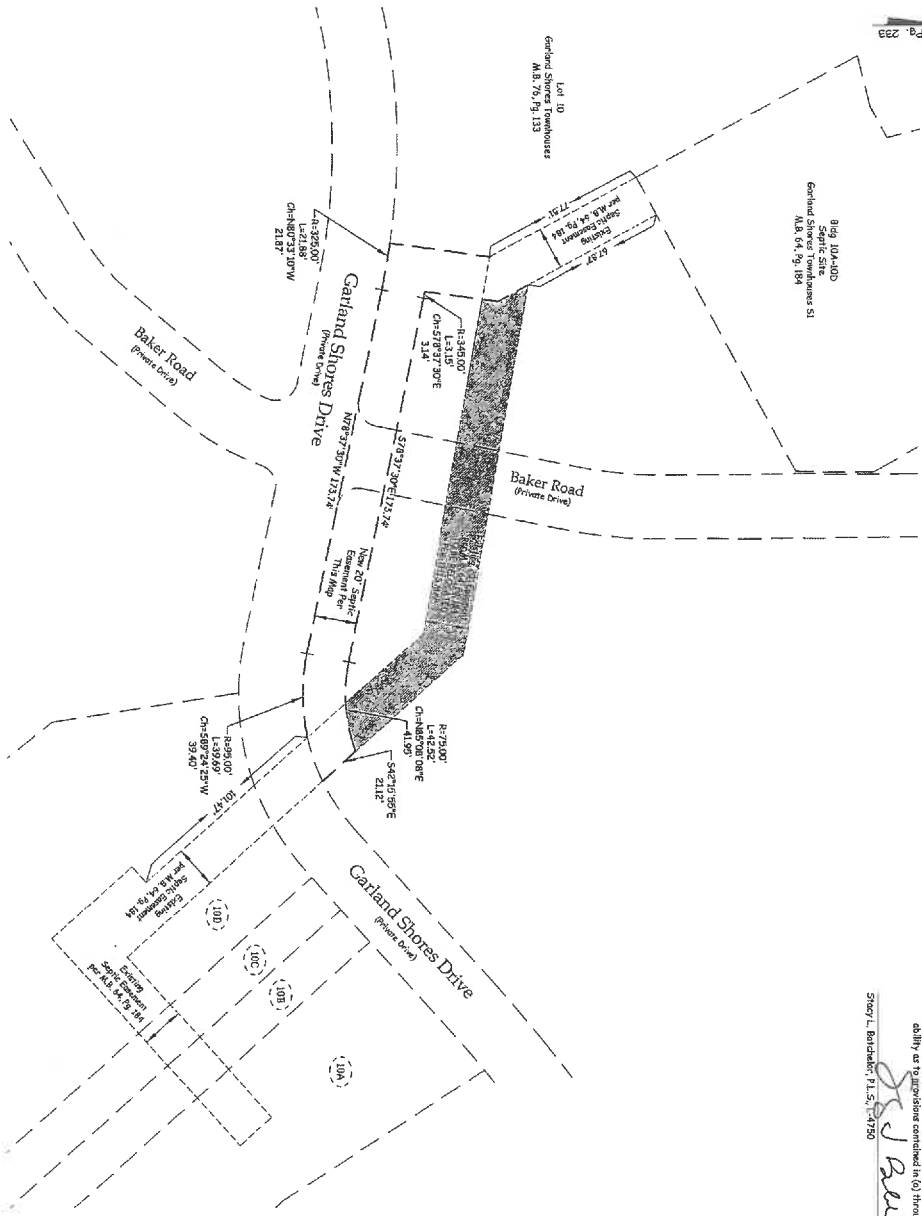 Pg. 233
Bldg 10A-10D
Septic Site
Garland Shores Townhouses S1
M.B. 64, Pg. 184
Lot 10
Garland Shores Townhouses
M.B. 76, Pg. 133
77.51'
Existing
Septic Easement
per M.B. 64, Pg. 184
67.87'
R=325.00'
L=21.88'
Ch=N80°33'10"W
21.87'
Garland Shores Drive
(Private Drive)
Baker Road
(Private Drive)
R=345.00'
L=3.15'
Ch=S78°37'30"E
3.14'
N78°37'30"W 173.74'
S78°37'30"E 173.74'
Baker Road
(Private Drive)
New 20' Septic
Easement Per
This Map
R=75.00'
L=42.52'
Ch=N85°08'08"E
41.95'
S42°15'55"E
21.12'
R=95.00'
L=39.69'
Ch=S89°24'25"W
39.40'
101.47'
Existing
Septic Easement
per M.B. 64, Pg. 184
Garland Shores Drive
(Private Drive)
10D
10C
10B
10A
Existing
Septic Easement
per M.B. 64, Pg. 184
ability as to provisions contained in (a) throu
Stacy L. Batchelor, P.L.S., L-4750